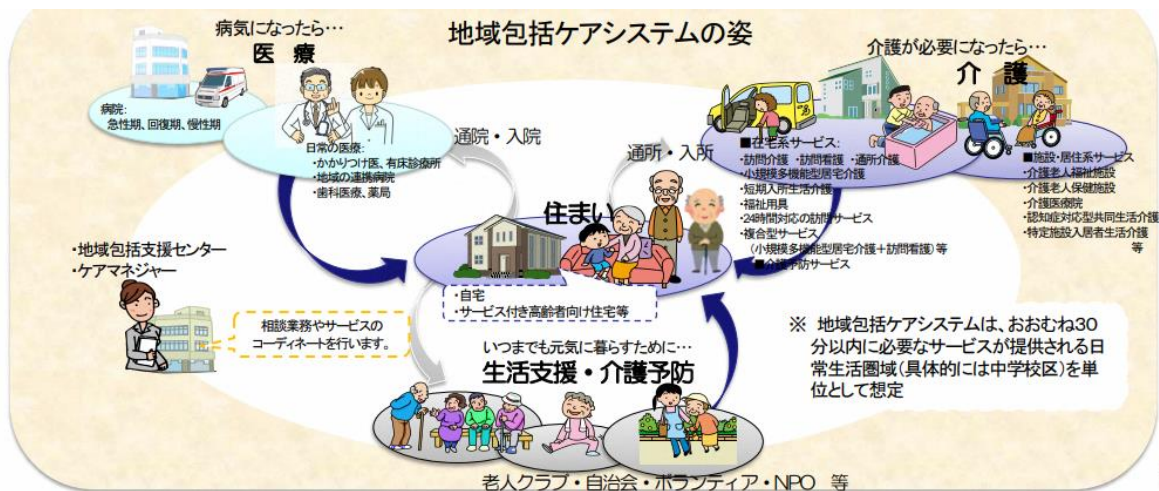 地域包括ケアシステムの姿
病気になったら…
医 療
病院:
急性期、回復期、慢性期
日常の医療:
・かかりつけ医、有床診療所
・地域の連携病院
・歯科医療、薬局
通院・入院
通所・入所
介護が必要になったら…
介 護
■在宅系サービス:
・訪問介護 ・訪問看護 ・通所介護
・小規模多機能型居宅介護
・短期入所生活介護
・福祉用具
・24時間対応の訪問サービス
・複合型サービス
(小規模多機能型居宅介護+訪問看護)等
■介護予防サービス
■施設・居住系サービス
・介護老人福祉施設
・介護老人保健施設
・介護医療院
・認知症対応型共同生活介護
・特定施設入居者生活介護
等
住まい
・自宅
・サービス付き高齢者向け住宅等
・地域包括支援センター
・ケアマネジャー
相談業務やサービスの
コーディネートを行います。
いつまでも元気に暮らすために…
生活支援・介護予防
老人クラブ・自治会・ボランティア・NPO 等
※ 地域包括ケアシステムは、おおむね30
分以内に必要なサービスが提供される日
常生活圏域(具体的には中学校区)を単
位として想定